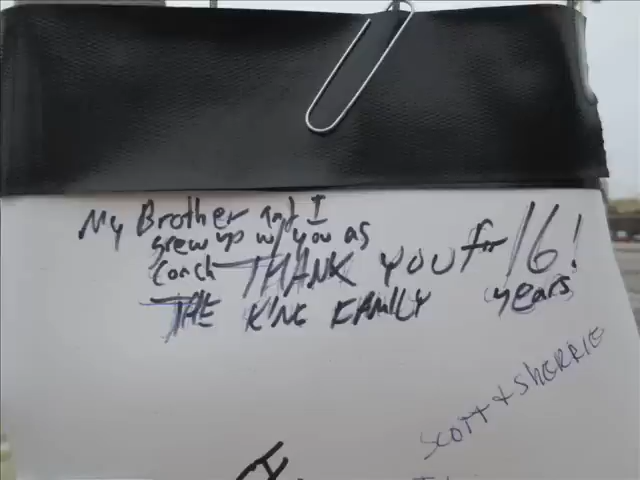 My Brother and I
grew up w/ you as
Coach THANK YOU for 16!
THE KING FAMILY years
SCOTT + SHERRIE